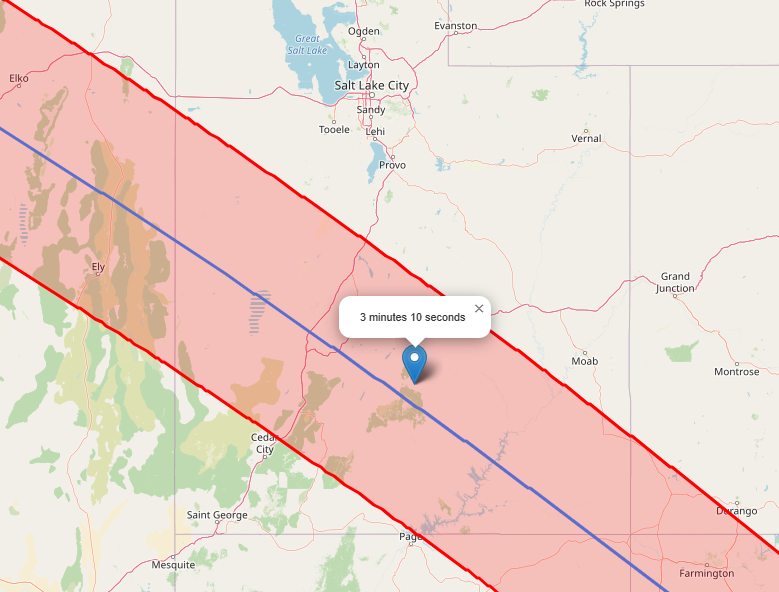 Rock Springs
Ogden
Evanston
Great
Salt Lake
Layton
Elko
Salt Lake City
Sandy
Tooele
Lehi
Vernal
Provo
Ely
Grand
Junction
3 minutes 10 seconds ×
Moab
Montrose
Cedar
City
Saint George
Durango
Page
Mesquite
Farmington